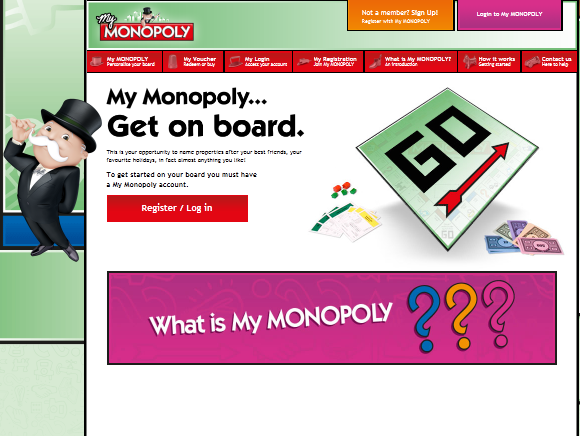 My
MONOPOLY
Not a member? Sign Up!
Register with My MONOPOLY
Login to My MONOPOLY
My MONOPOLY
Personalise your board
My Voucher
Redeem or buy
My Login
Access your account
My Registration
Join My MONOPOLY
What is My MONOPOLY?
An introduction
How it works
Getting started
Contact us
Here to help
My Monopoly...
Get on board.
This is your opportunity to name properties after your best friends, your
favourite holidays, in fact almost anything you like!
To get started on your board you must have
a My Monopoly account.
Register / Log in
GO
GO
What is My MONOPOLY ???